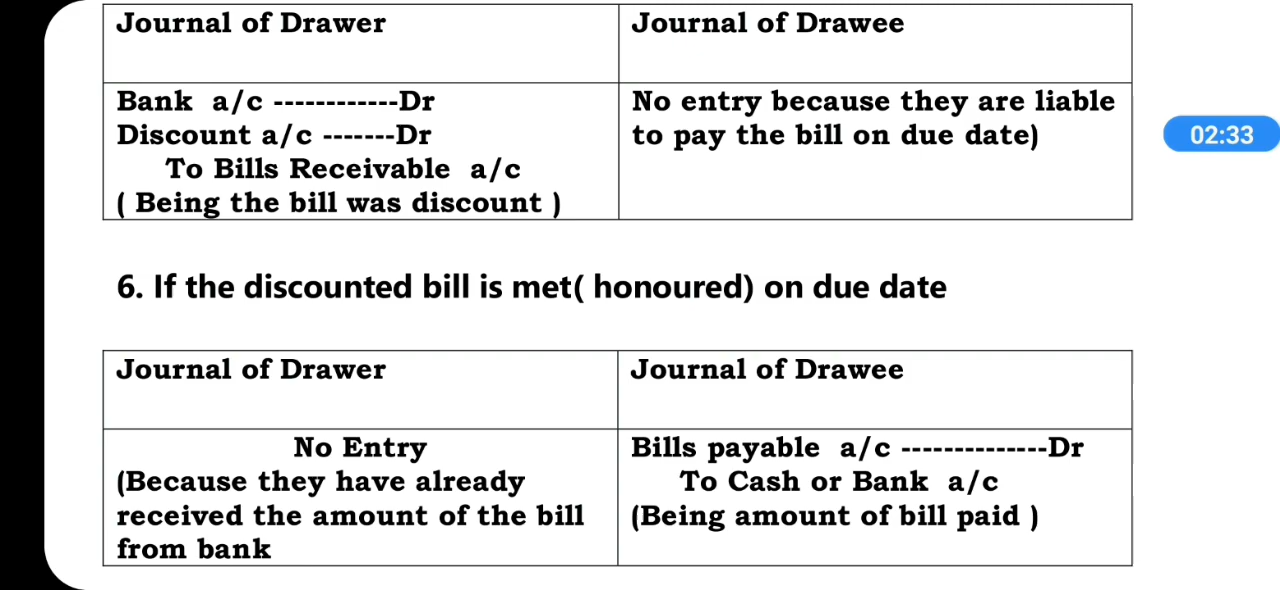 Journal of Drawer
Journal of Drawee
Bank a/c ------------Dr
Discount a/c -------Dr
To Bills Receivable a/c
( Being the bill was discount )
No entry because they are liable
to pay the bill on due date)
02:33
6. If the discounted bill is met( honoured) on due date
Journal of Drawer
Journal of Drawee
No Entry
(Because they have already
received the amount of the bill
from bank
Bills payable a/c --------------Dr
To Cash or Bank a/c
(Being amount of bill paid )